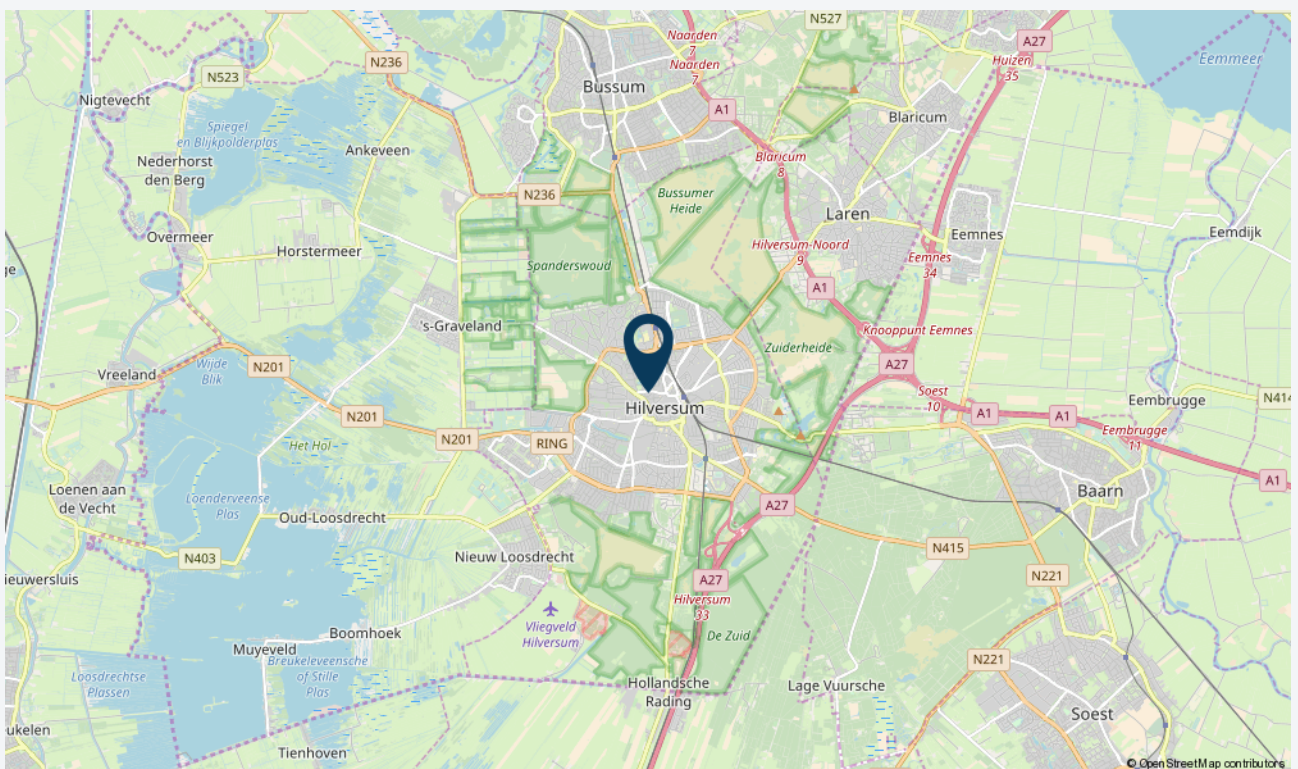 N527
A27
Naarden
7
Naarden
7
Huizen
35
Eemmeer
N236
N523
Bussum
Nigtevecht
A1
Blaricum
Spiegel
en Blijkpolderplas
Ankeveen
Blaricum
8
Nederhorst
den Berg
N236
Bussumer
Heide
Laren
Overmeer
Horstermeer
Hilversum-Noord
9
Eemnes
Eemnes
34
Eemdijk
Spanderswoud
A1
's-Graveland
Knooppunt Eemnes
Zuiderheide
Vreeland
N201
Wijde
Blik
A27
Soest
10
Hilversum
N201
A1
A1
Eembrugge
N414
N201
RING
Eembrugge
11
Het Hol
A1
Loenen aan
de Vecht
Loenderveense
Plas
Baarn
Oud-Loosdrecht
A27
N403
Nieuw Loosdrecht
N415
ieuwersluis
A27
N221
Hilversum
33
Vliegveld
Hilversum
De Zuid
Boomhoek
Muyeveld
Breukeleveensche
of Stille
Plas
Loosdrechtse
Plassen
N221
Hollandsche
Rading
Lage Vuursche
Soest
ukelen
Tienhoven
© OpenStreetMap contributors